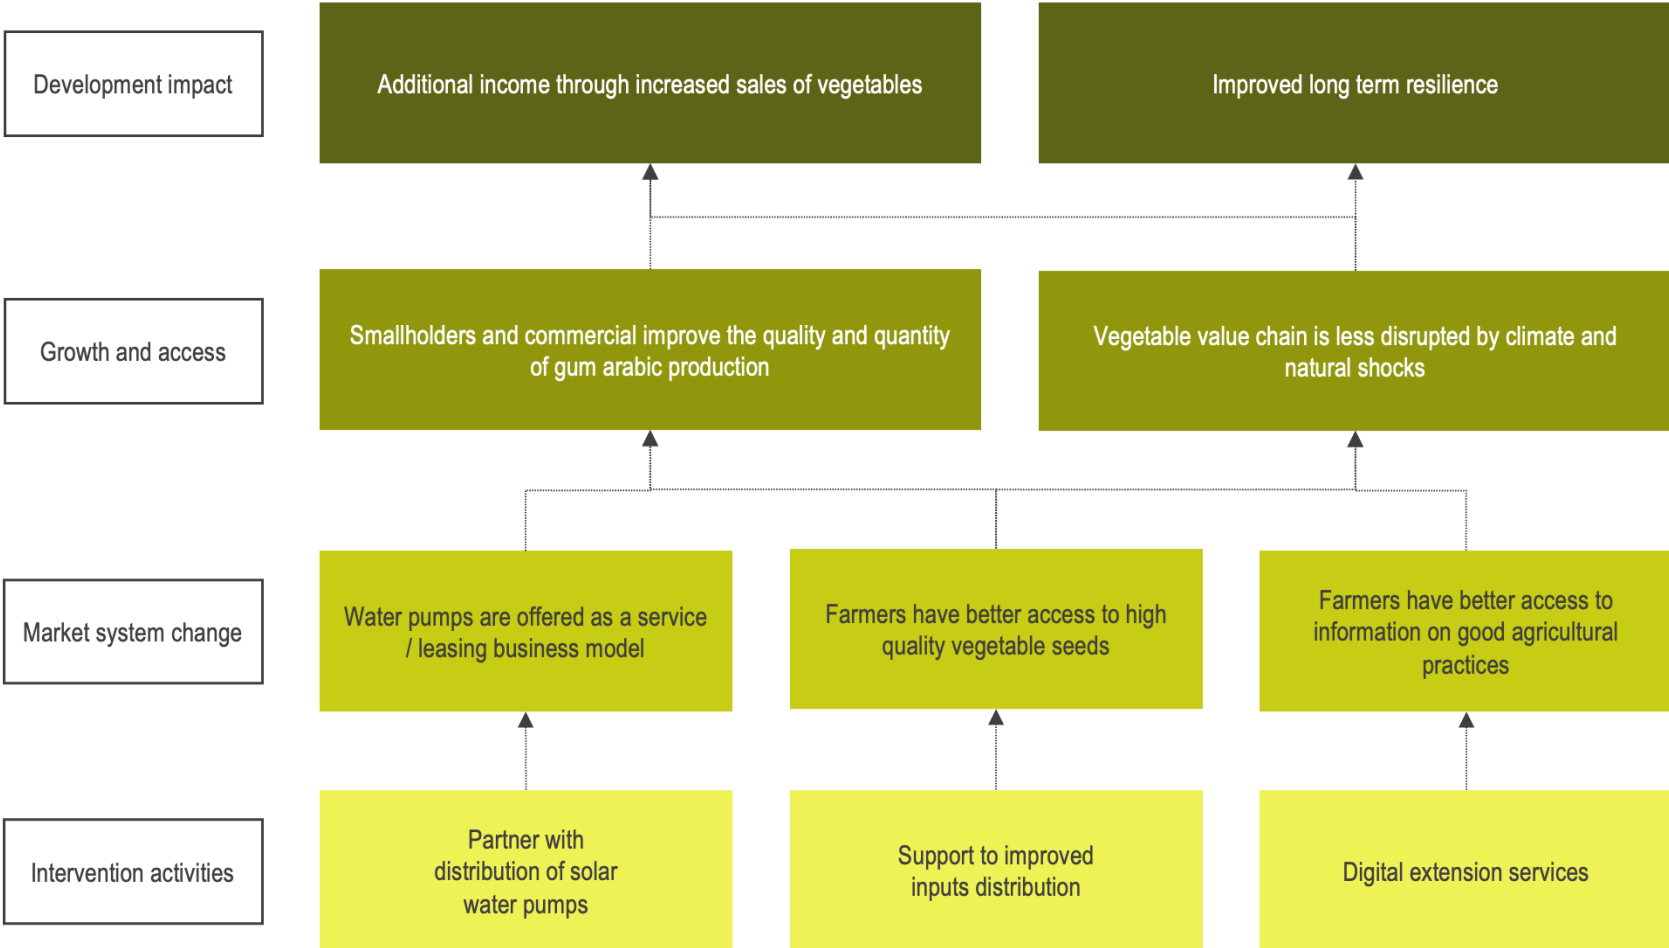 Development impact
Additional income through increased sales of vegetables
Improved long term resilience
Growth and access
Smallholders and commercial improve the quality and quantity
of gum arabic production
Vegetable value chain is less disrupted by climate and
natural shocks
Market system change
Water pumps are offered as a service
/ leasing business model
Farmers have better access to high
quality vegetable seeds
Farmers have better access to
information on good agricultural
practices
Intervention activities
Partner with
distribution of solar
water pumps
Support to improved
inputs distribution
Digital extension services